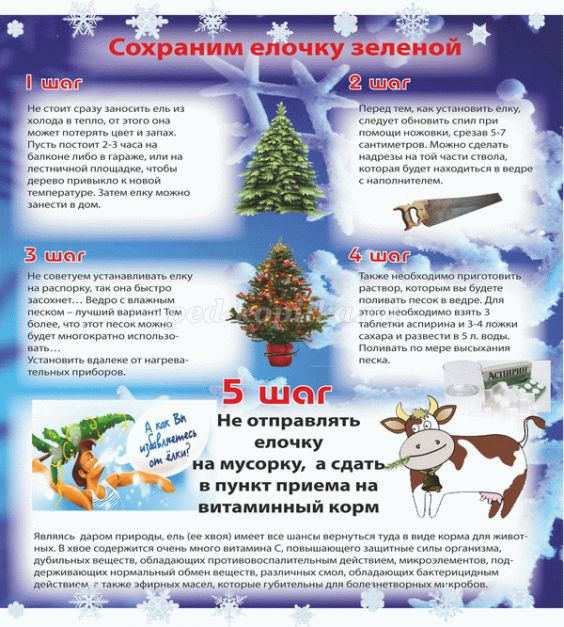 Сохраним елочку зеленой
1 шаг
Не стоит сразу заносить ель из
холода в тепло, от этого она
может потерять цвет и запах.
Пусть постоит 2-3 часа на
балконе либо в гараже, или на
лестничной площадке, чтобы
дерево привыкло к новой
температуре. Затем елку можно
занести в дом.
2 шаг
Перед тем, как установить елку,
следует обновить спил при
помощи ножовки, срезав 5-7
сантиметров. Можно сделать
надрезы на той части ствола,
которая будет находиться в ведре
с наполнителем.
3 шаг
Не советуем устанавливать елку
на распорку, так она быстро
засохнет... Ведро с влажным
песком – лучший вариант! Тем
более, что этот песок можно
будет многократно использо-
вать...
Установить вдалеке от нагрева-
тельных приборов.
4 шаг
Также необходимо приготовить
раствор, которым вы будете
поливать песок в ведре. Для
этого необходимо взять 3
таблетки аспирина и 3-4 ложки
сахара и развести в 5 л. воды.
Поливать по мере высыхания
песка.
АСПИРИН
5 шаг
А как Вы
избавляетесь
от ёлки?
Не отправлять
елочку
на мусорку, а сдать
в пункт приема на
витаминный корм
Являясь даром природы, ель (ее хвоя) имеет все шансы вернуться туда в виде корма для живот-
ных. В хвое содержится очень много витамина С, повышающего защитные силы организма,
дубильных веществ, обладающих противовоспалительным действием, микроэлементов, под-
держивающих нормальный обмен веществ, различных смол, обладающих бактерицидным
действием, а также эфирных масел, которые губительны для болезнетворных микробов.